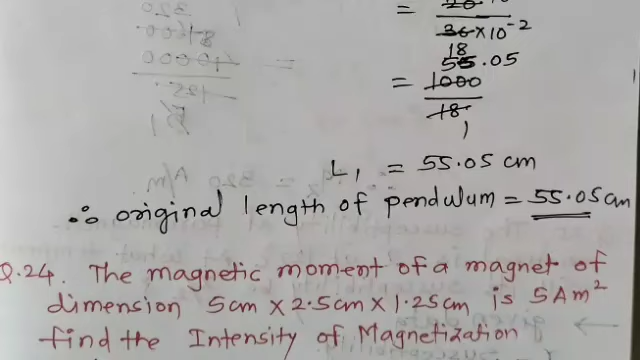 =
36×10⁻²
18
55.05
= 1000
18
1
L₁ = 55.05 cm
∴ original length of pendulum = 55.05 cm
Q.24. The magnetic moment of a magnet of
dimension 5cm × 2.5cm × 1.25cm is 5Am²
find the Intensity of Magnetization